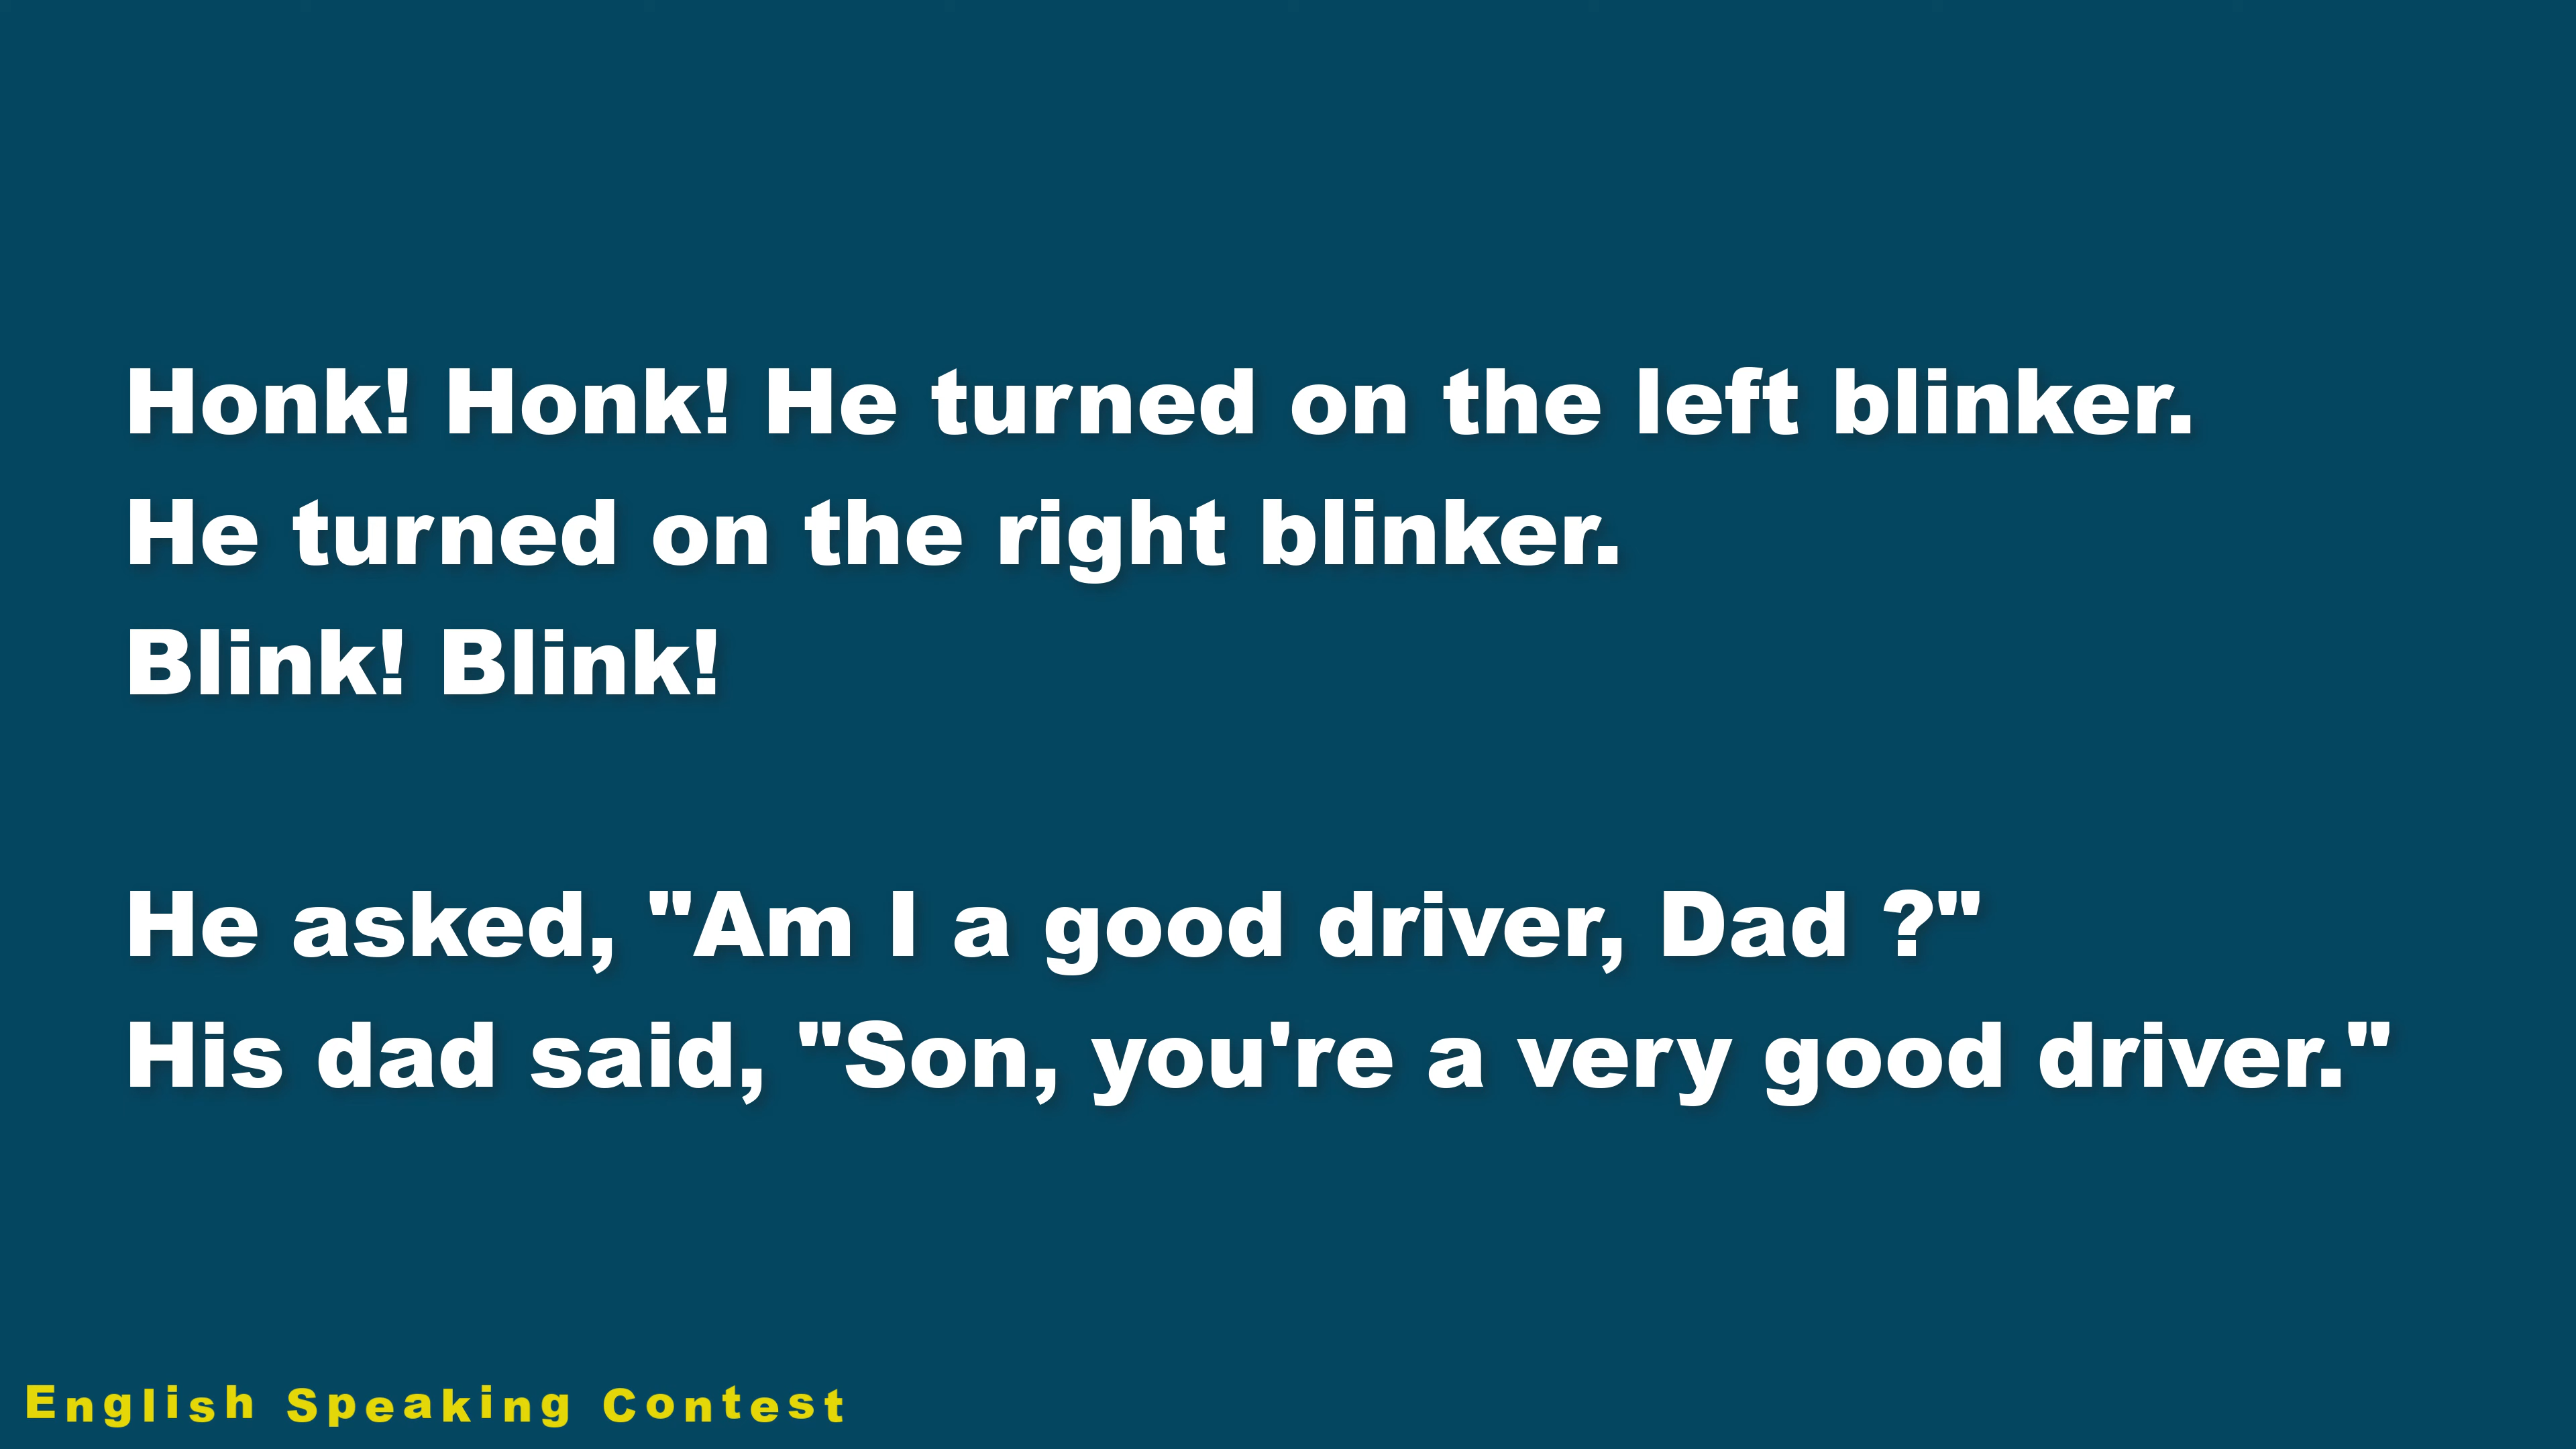 Honk! Honk! He turned on the left blinker.
He turned on the right blinker.
Blink! Blink!
He asked, "Am I a good driver, Dad ?"
His dad said, "Son, you're a very good driver."
English Speaking Contest